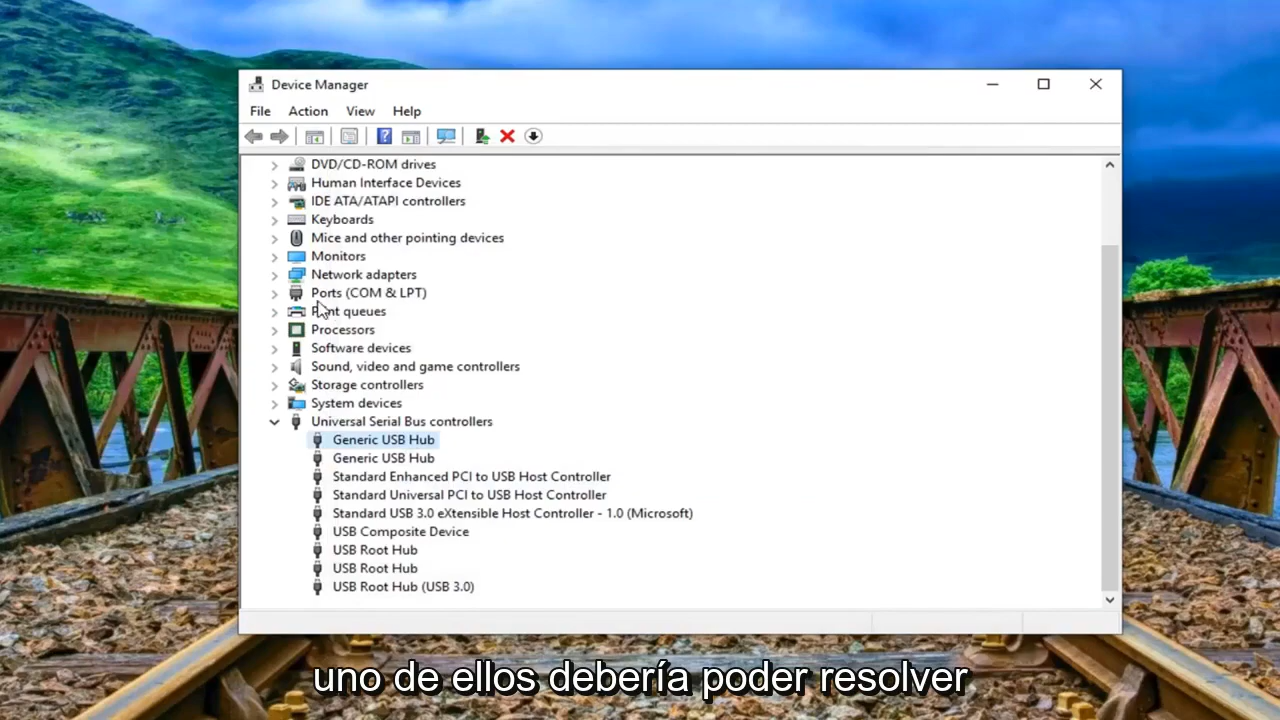 Device Manager
File Action View Help
DVD/CD-ROM drives
Human Interface Devices
IDE ATA/ATAPI controllers
Keyboards
Mice and other pointing devices
Monitors
Network adapters
Ports (COM & LPT)
Print queues
Processors
Software devices
Sound, video and game controllers
Storage controllers
System devices
Universal Serial Bus controllers
Generic USB Hub
Generic USB Hub
Standard Enhanced PCI to USB Host Controller
Standard Universal PCI to USB Host Controller
Standard USB 3.0 eXtensible Host Controller - 1.0 (Microsoft)
USB Composite Device
USB Root Hub
USB Root Hub
USB Root Hub (USB 3.0)
uno de ellos debería poder resolver